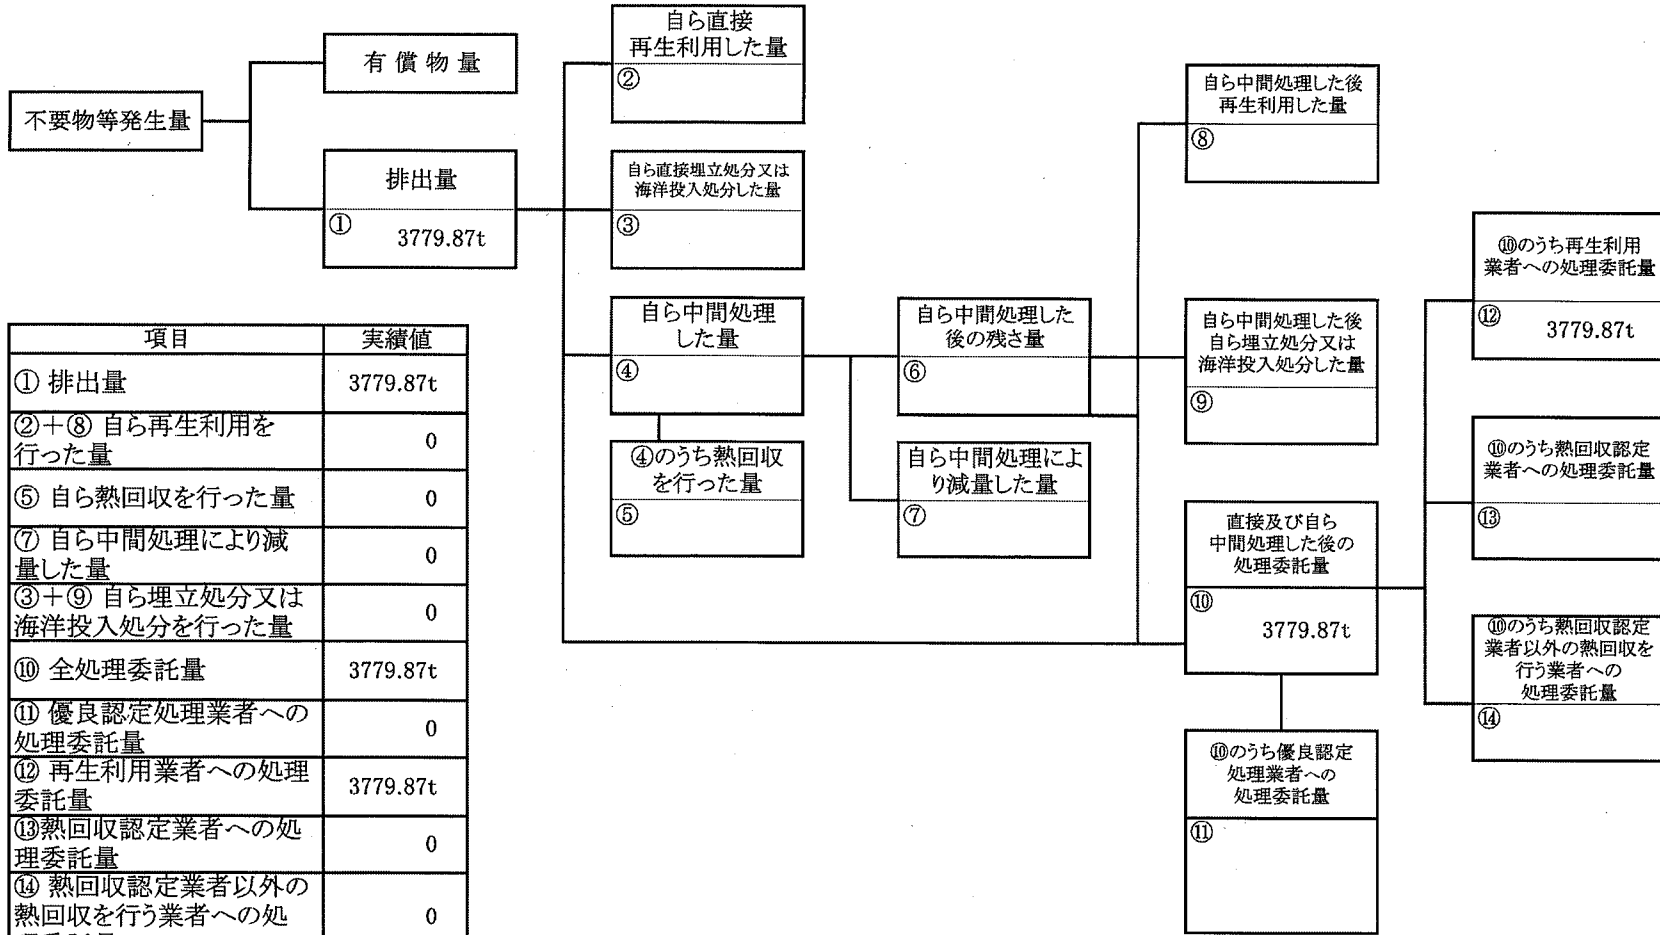 不要物等発生量
有償物量
排出量
①
3779.87t
自ら直接
再生利用した量
②
自ら直接埋立処分又は
海洋投入処分した量
③
自ら中間処理
した量
④
④のうち熱回収
を行った量
⑤
自ら中間処理した
後の残さ量
⑥
自ら中間処理によ
り減量した量
⑦
自ら中間処理した後
再生利用した量
⑧
自ら中間処理した後
自ら埋立処分又は
海洋投入処分した量
⑨
直接及び自ら
中間処理した後の
処理委託量
⑩
3779.87t
⑩のうち優良認定
処理業者への
処理委託量
⑪
⑩のうち再生利用
業者への処理委託量
⑫
3779.87t
⑩のうち熱回収認定
業者への処理委託量
⑬
⑩のうち熱回収認定
業者以外の熱回収を
行う業者への
処理委託量
⑭
項目 実績値
① 排出量 3779.87t
②+⑧ 自ら再生利用を
行った量 0
⑤ 自ら熱回収を行った量 0
⑦ 自ら中間処理により減
量した量 0
③+⑨ 自ら埋立処分又は
海洋投入処分を行った量 0
⑩ 全処理委託量 3779.87t
⑪ 優良認定処理業者への
処理委託量 0
⑫ 再生利用業者への処理
委託量 3779.87t
⑬熱回収認定業者への処
理委託量 0
⑭ 熱回収認定業者以外の
熱回収を行う業者への処 0